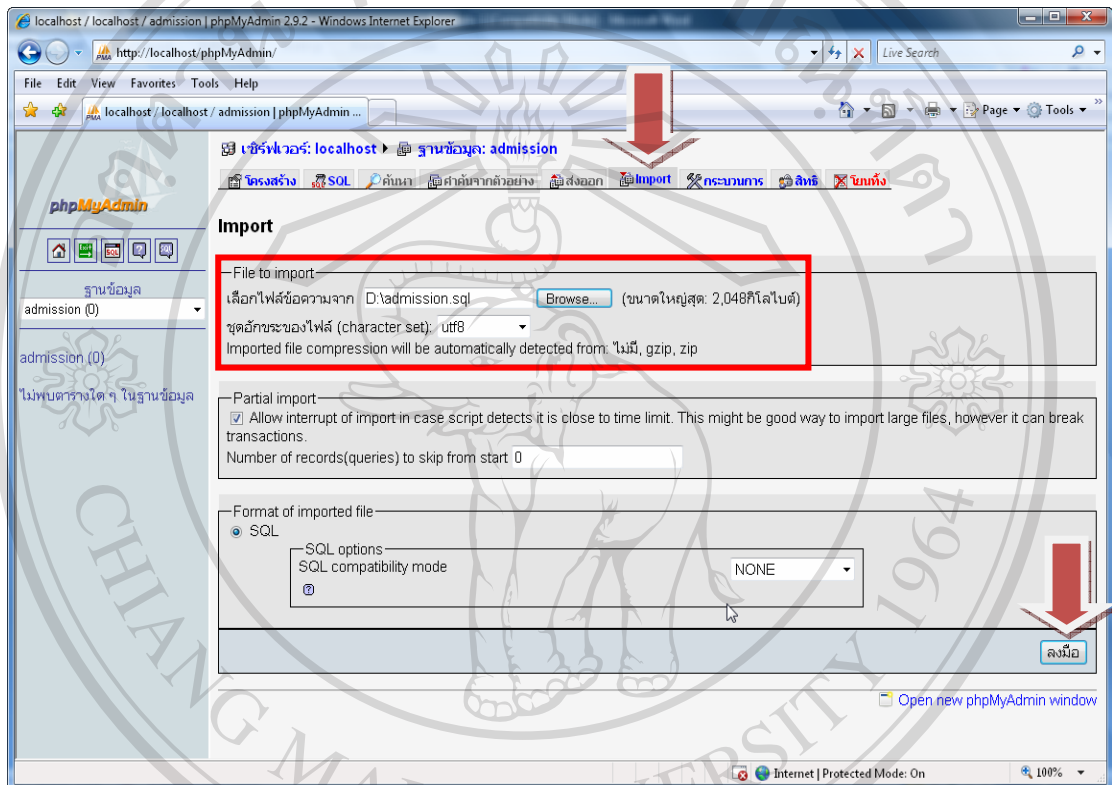 localhost / localhost / admission | phpMyAdmin 2.9.2 - Windows Internet Explorer
http://localhost/phpMyAdmin/
Live Search
File Edit View Favorites Tools Help
localhost / localhost / admission | phpMyAdmin ...
Page
Tools
เซิร์ฟเวอร์: localhost ฐานข้อมูล: admission
โครงสร้าง SQL ค้นหา คำค้นจากตัวอย่าง ส่งออก Import กระบวนการ สิทธิ โยนทิ้ง
phpMyAdmin
ฐานข้อมูล
admission (0)
admission (0)
ไม่พบตารางใด ๆ ในฐานข้อมูล
Import
File to import
เลือกไฟล์ข้อความจาก D:\admission.sql Browse... (ขนาดใหญ่สุด: 2,048กิโลไบต์)
ชุดอักขระของไฟล์ (character set): utf8
Imported file compression will be automatically detected from: ไม่มี, gzip, zip
Partial import
Allow interrupt of import in case script detects it is close to time limit. This might be good way to import large files, however it can break
transactions.
Number of records(queries) to skip from start 0
Format of imported file
SQL
SQL options
SQL compatibility mode NONE
ลงมือ
Open new phpMyAdmin window
Internet | Protected Mode: On
100%